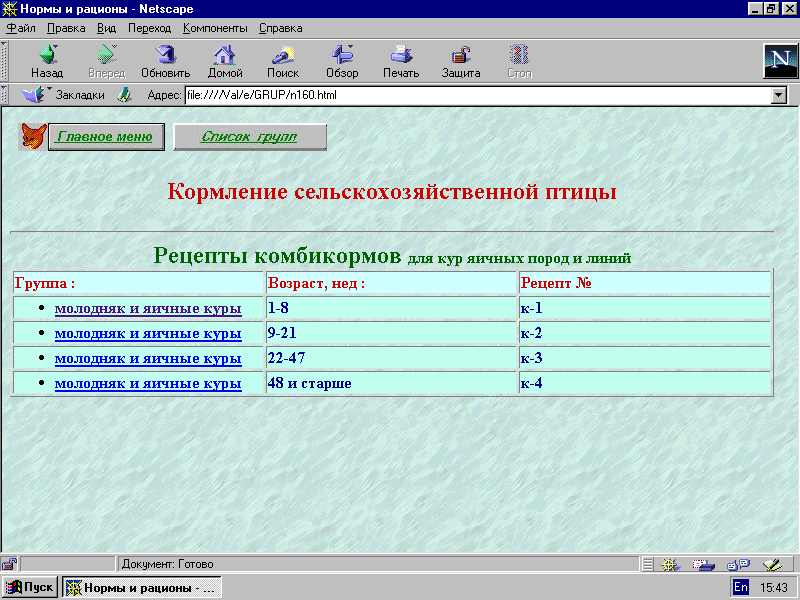 Нормы и рационы - Netscape
Файл Правка Вид Переход Компоненты Справка
Назад Вперед Обновить Домой Поиск Обзор Печать Защита Стоп
N
Закладки Адрес: file:////Val/e/GRUP/n160.html
Главное меню Список групп
Кормление сельскохозяйственной птицы
Рецепты комбикормов для кур яичных пород и линий
Группа : Возраст, нед : Рецепт №
молодняк и яичные куры 1-8 к-1
молодняк и яичные куры 9-21 к-2
молодняк и яичные куры 22-47 к-3
молодняк и яичные куры 48 и старше к-4
Документ: Готово
Пуск Нормы и рационы - ... En 15:43